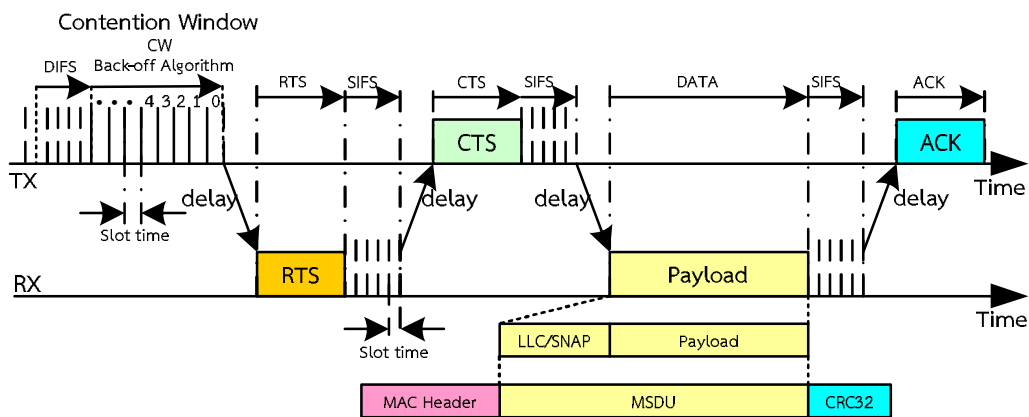 Contention Window
CW
Back-off Algorithm
DIFS
• • • 4 3 2 1 0
RTS
SIFS
CTS
SIFS
DATA
SIFS
ACK
CTS
ACK
TX
Time
delay
delay
delay
delay
Slot time
RTS
Payload
RX
Time
Slot time
LLC/SNAP
Payload
MAC Header
MSDU
CRC32